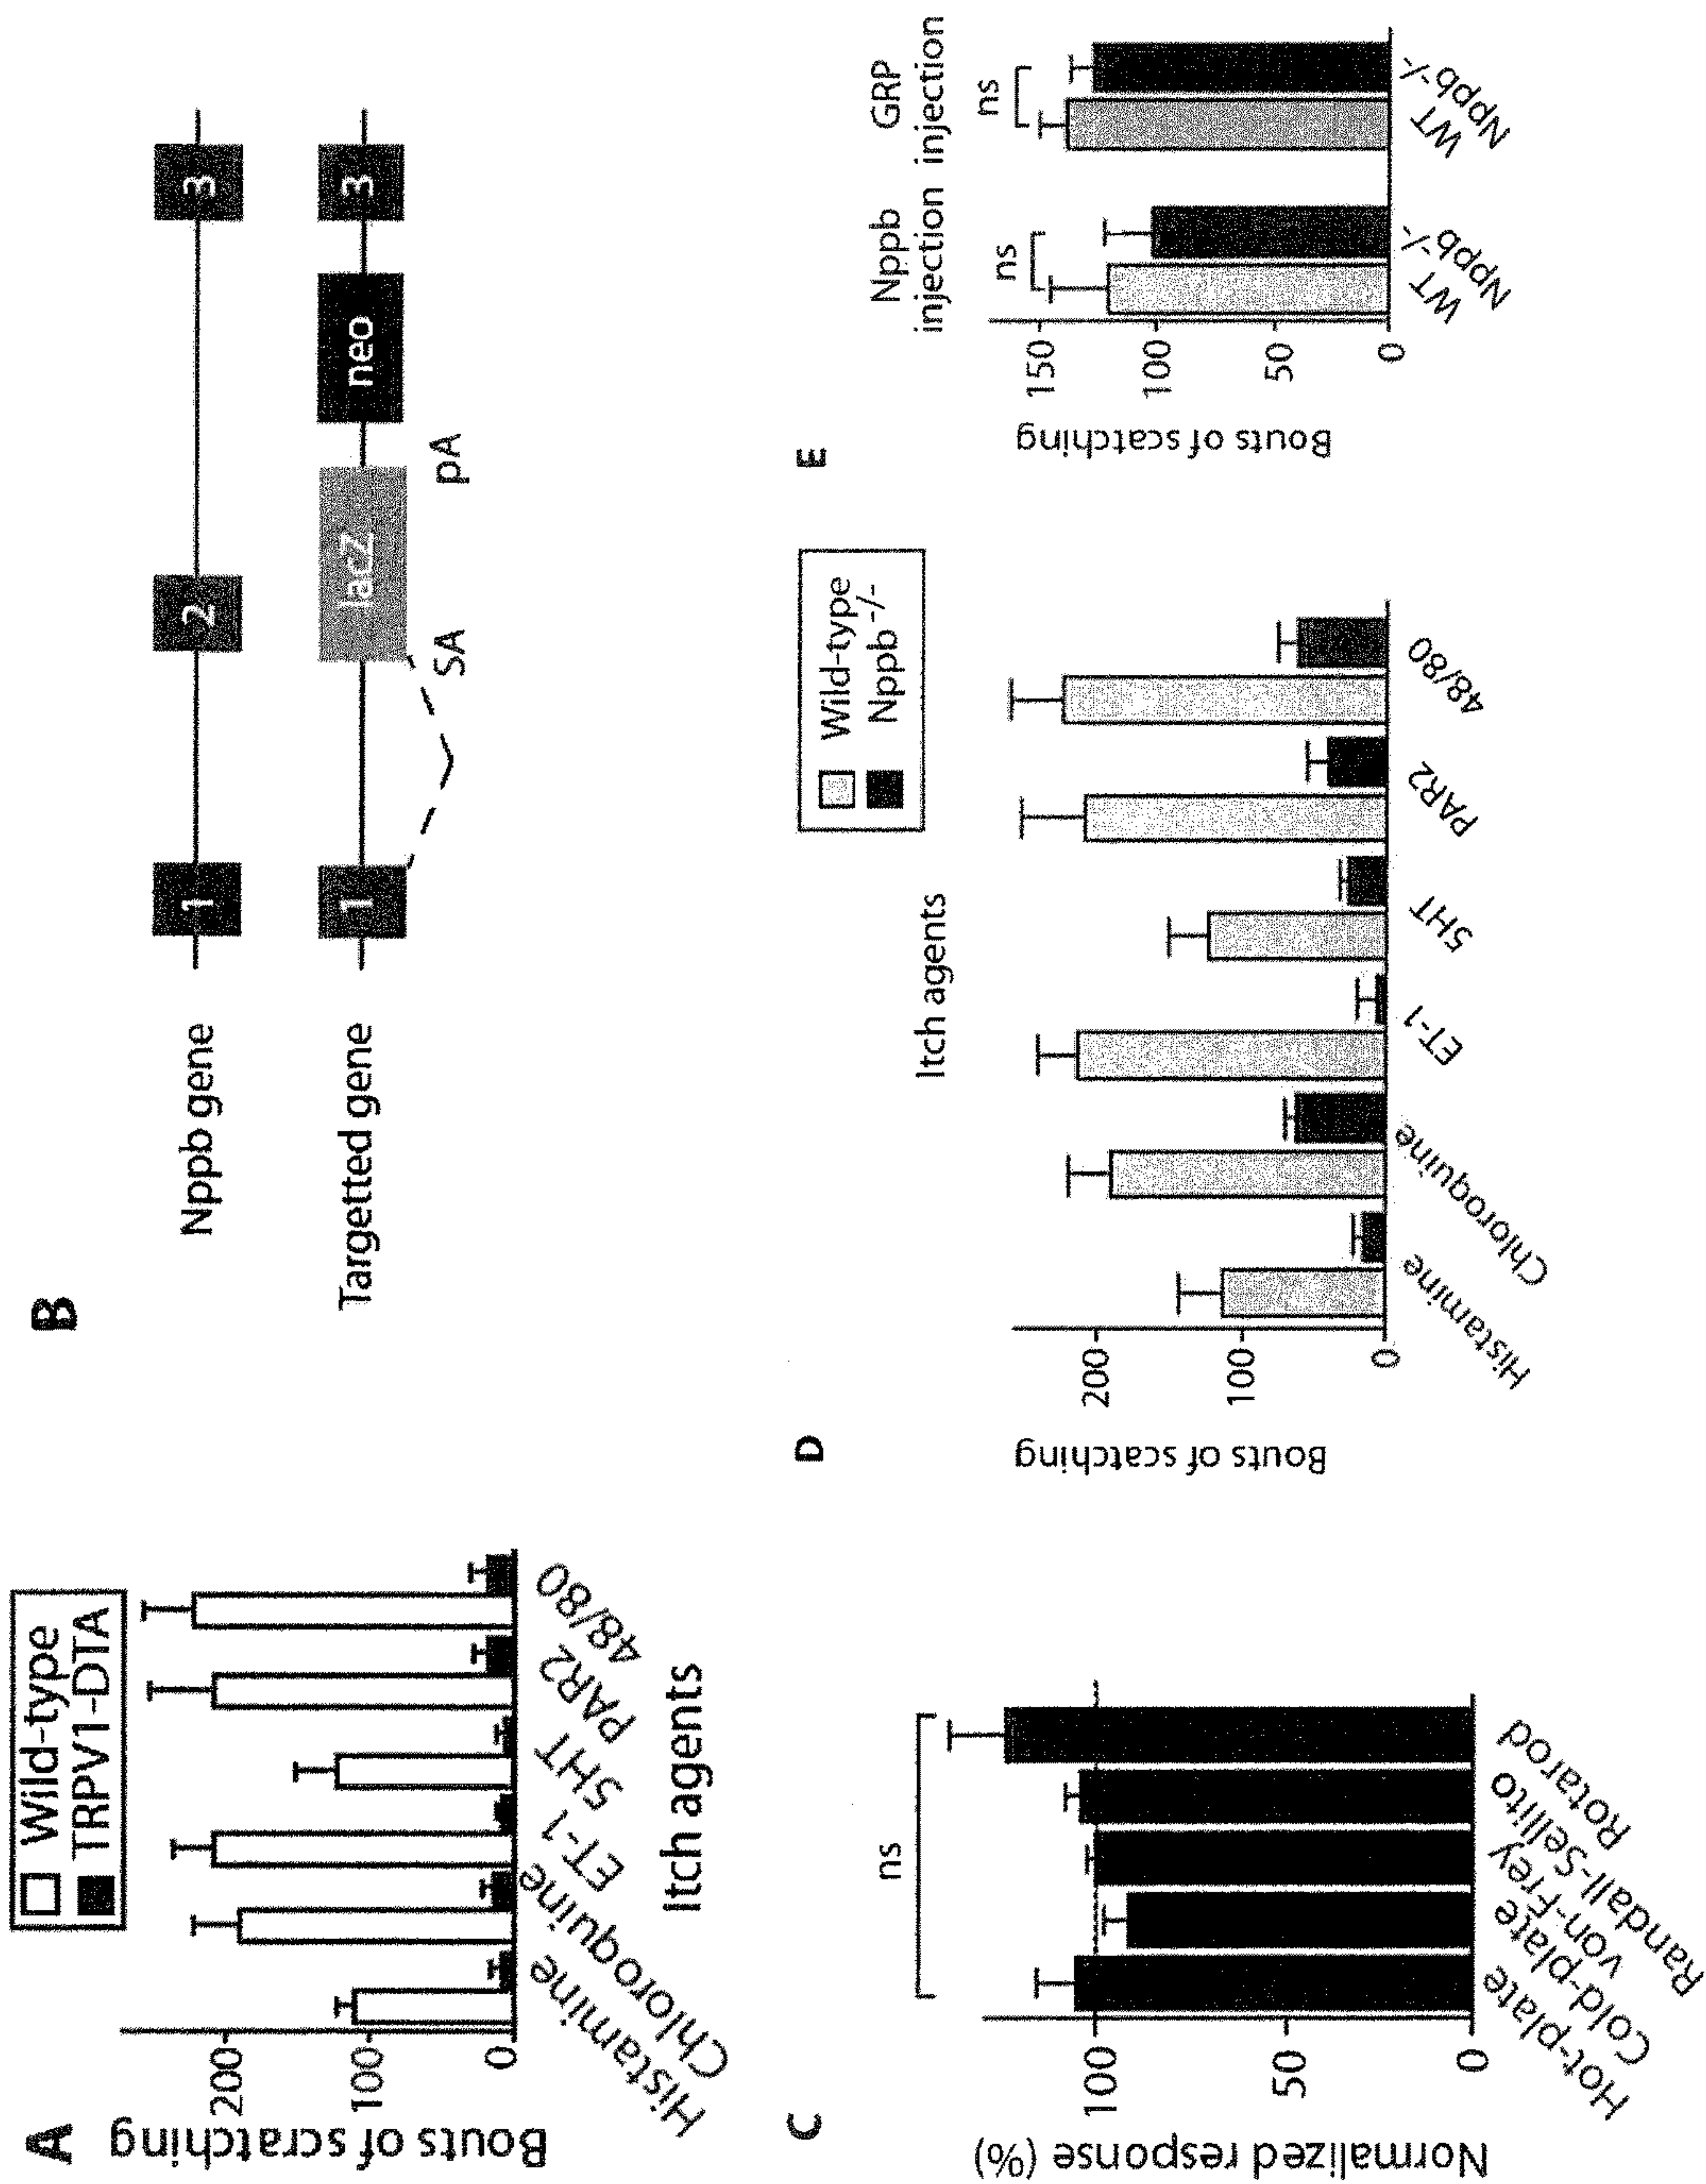 A
Wild-type
TRPV1-DTA
Bouts of scratching
200
100
0
Histamine
Chloroquine
ET-1
5HT
PAR2
48/80
Itch agents
B
Nppb gene
1
2
3
Targetted gene
1
lacZ
neo
3
SA
pA
C
ns
Normalized response (%)
100
50
0
Hot-plate
Cold-plate
von-Frey
Randall-Sellito
Rotarod
D
Itch agents
Wild-type
Nppb-/-
Bouts of scatching
200
100
0
Histamine
Chloroquine
ET-1
5HT
PAR2
48/80
E
Nppb injection
GRP injection
ns
ns
Bouts of scatching
150
100
50
0
WT
Nppb-/-
WT
Nppb-/-